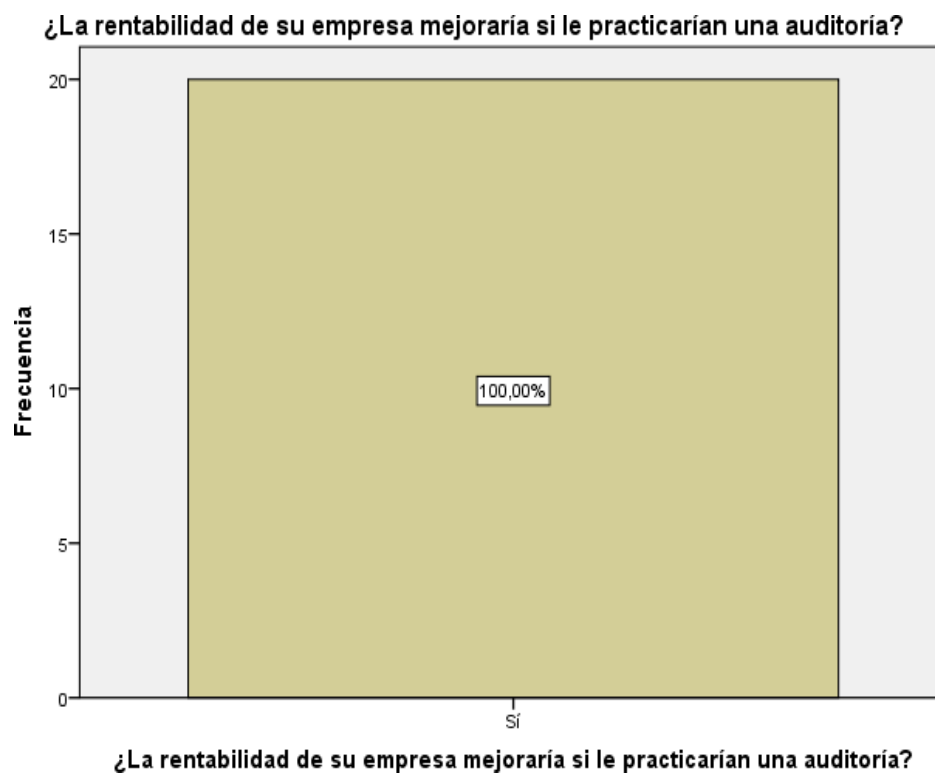 ¿La rentabilidad de su empresa mejoraría si le practicarían una auditoría?
20
15
10
5
0
Frecuencia
100,00%
Sí
¿La rentabilidad de su empresa mejoraría si le practicarían una auditoría?